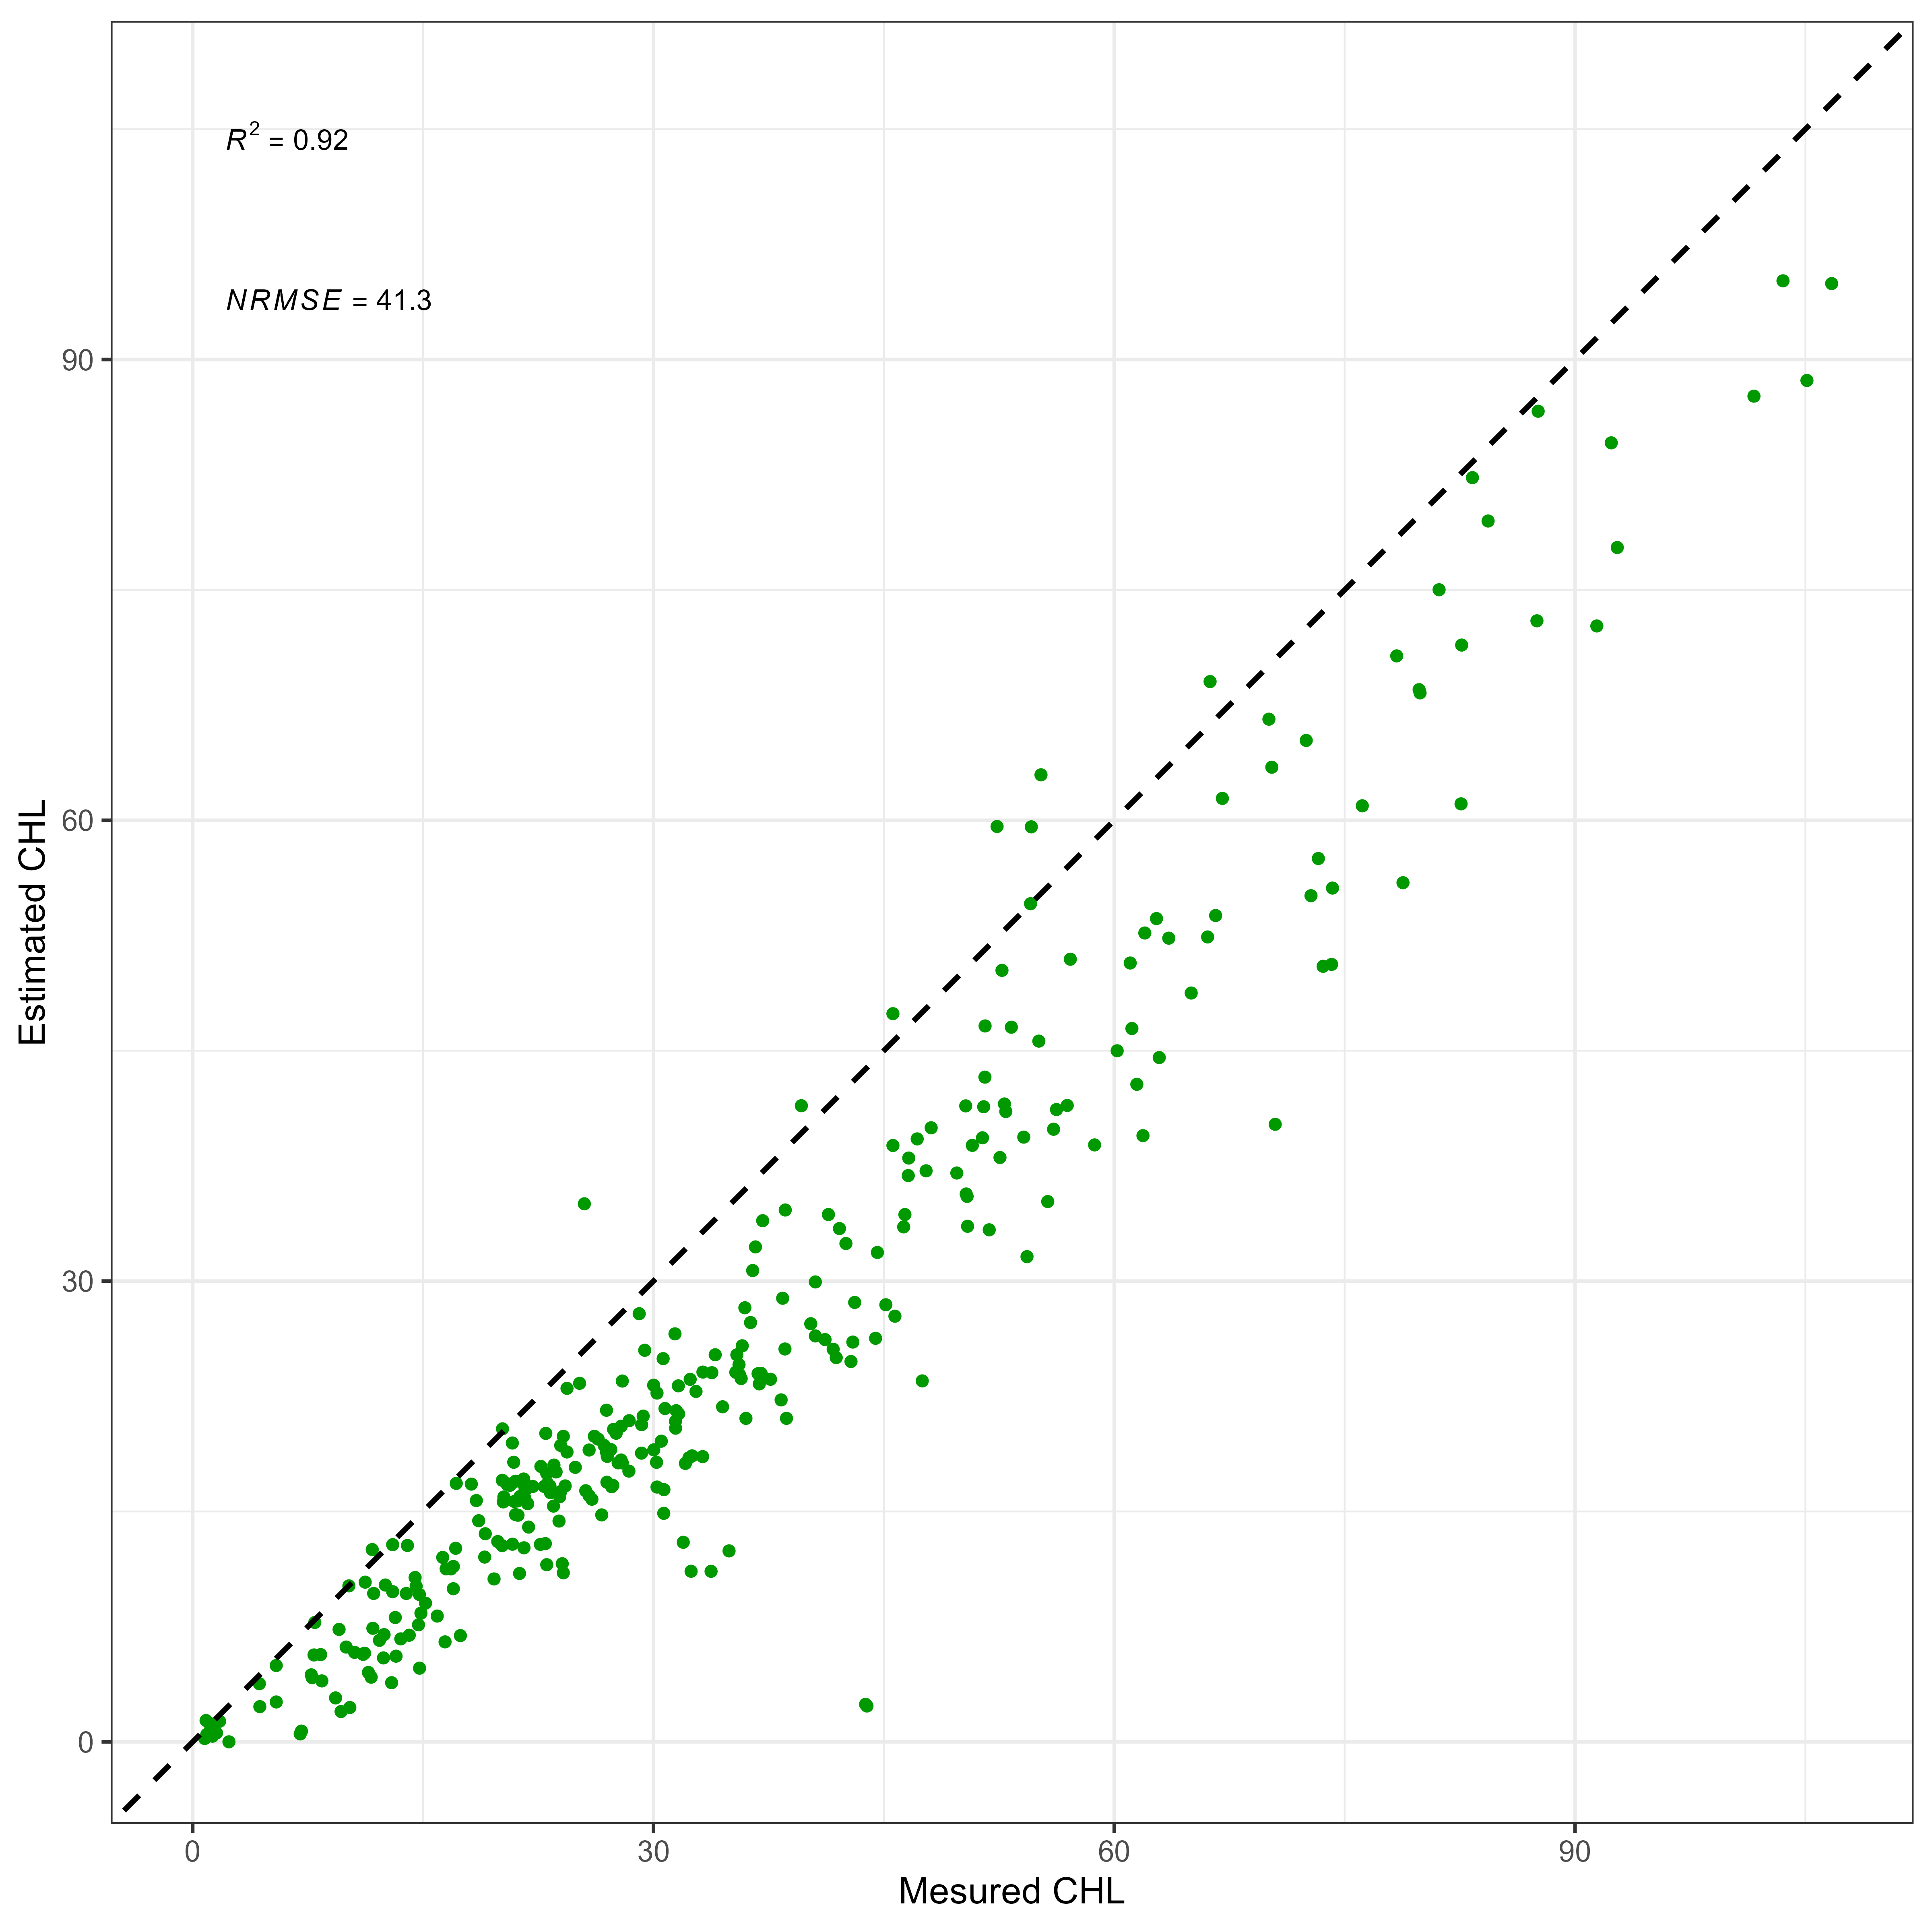 R² = 0.92
NRMSE = 41.3
90
60
30
0
Estimated CHL
0 30 60 90
Mesured CHL